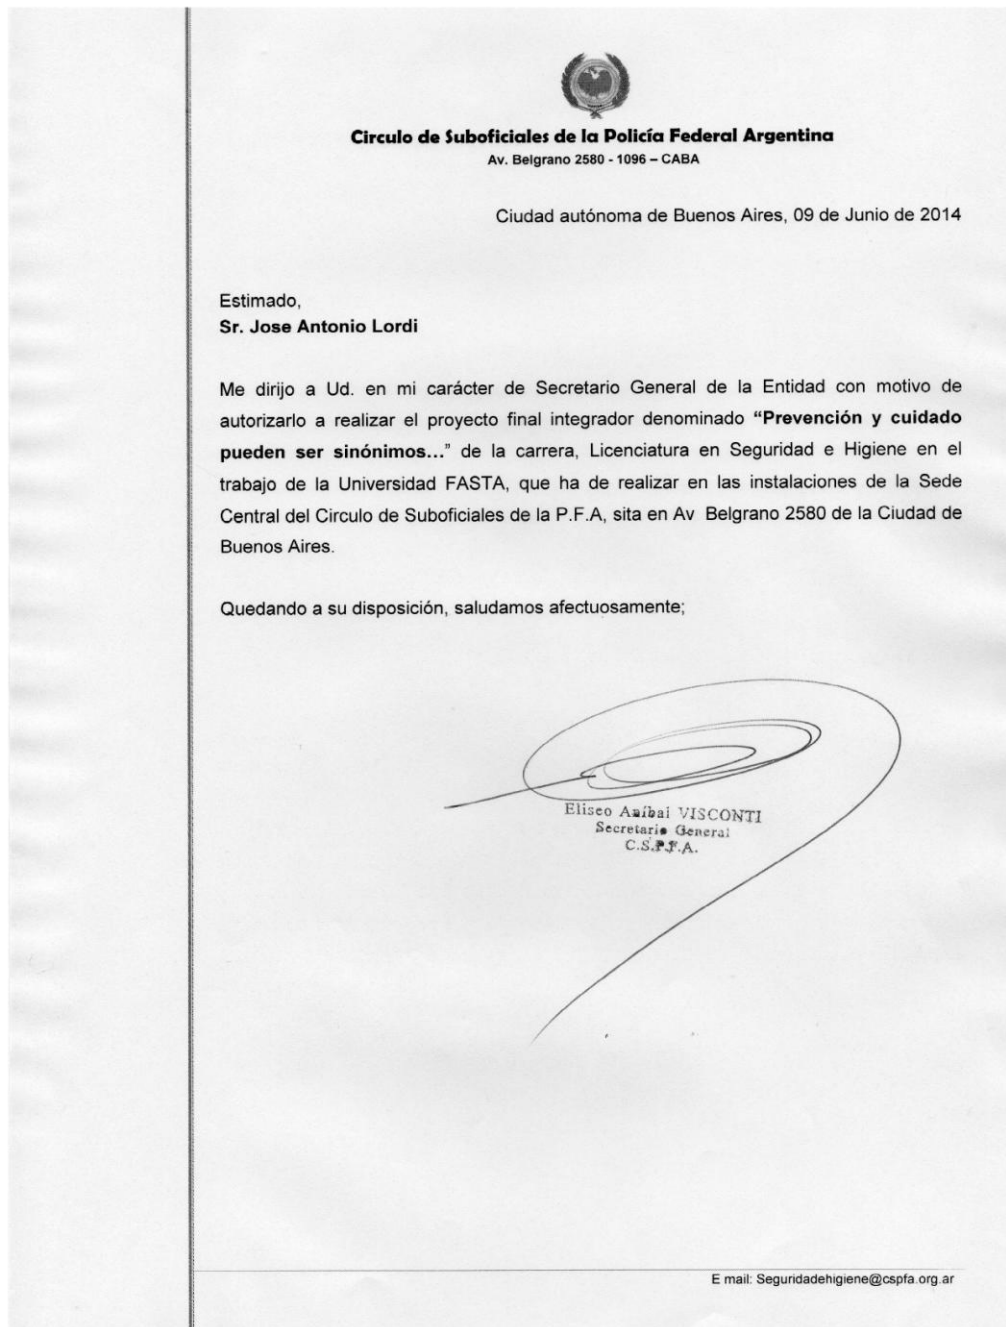 Circulo de Suboficiales de la Policía Federal Argentina
Av. Belgrano 2580 - 1096 – CABA
Ciudad autónoma de Buenos Aires, 09 de Junio de 2014
Estimado,
Sr. Jose Antonio Lordi
Me dirijo a Ud. en mi carácter de Secretario General de la Entidad con motivo de
autorizarlo a realizar el proyecto final integrador denominado “Prevención y cuidado
pueden ser sinónimos...” de la carrera, Licenciatura en Seguridad e Higiene en el
trabajo de la Universidad FASTA, que ha de realizar en las instalaciones de la Sede
Central del Circulo de Suboficiales de la P.F.A, sita en Av Belgrano 2580 de la Ciudad de
Buenos Aires.
Quedando a su disposición, saludamos afectuosamente;
Eliseo Aníbal VISCONTI
Secretario General
C.S.P.F.A.
E mail: Seguridadehigiene@cspfa.org.ar